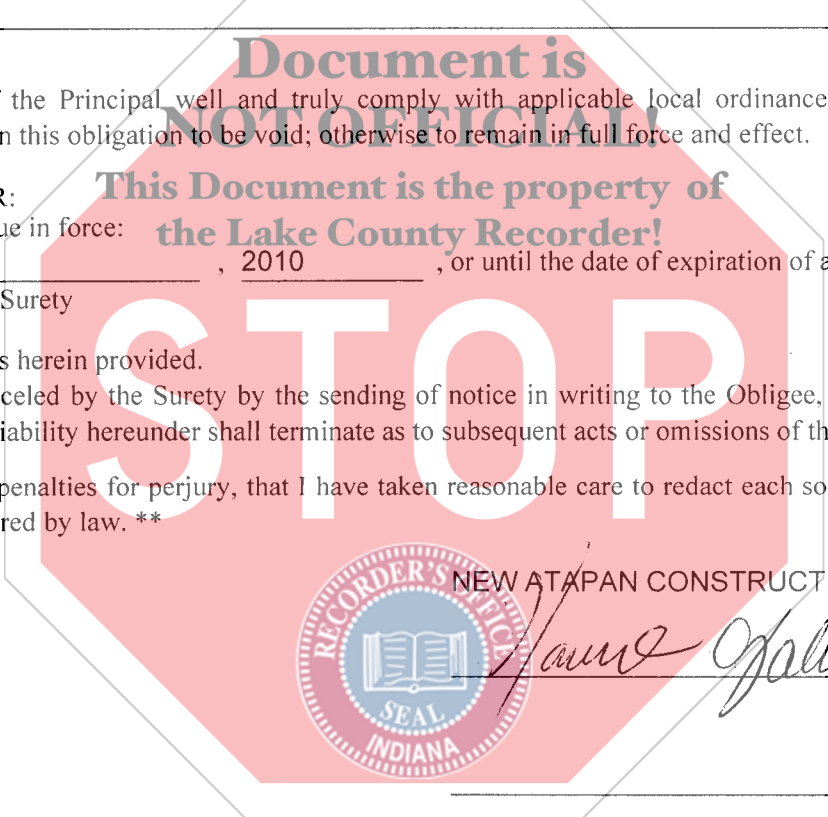 Document is
the Principal well and truly comply with applicable local ordinance
NOT OFFICIAL!
n this obligation to be void; otherwise to remain in full force and effect.
This Document is the property of
R:
ue in force:
the Lake County Recorder!
, 2010 , or until the date of expiration of a
Surety
STOP
s herein provided.
celed by the Surety by the sending of notice in writing to the Obligee,
iability hereunder shall terminate as to subsequent acts or omissions of th
penalties for perjury, that I have taken reasonable care to redact each so
red by law. **
RECORDER'S OFFICE
NEW ATAPAN CONSTRUCT
SEAL
INDIANA